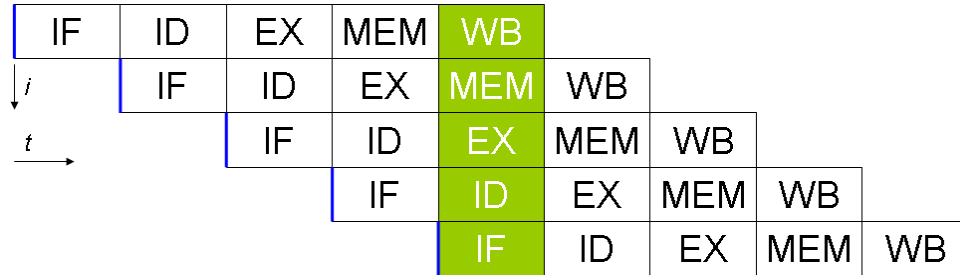 IF ID EX MEM WB
i IF ID EX MEM WB
t IF ID EX MEM WB
IF ID EX MEM WB
IF ID EX MEM WB